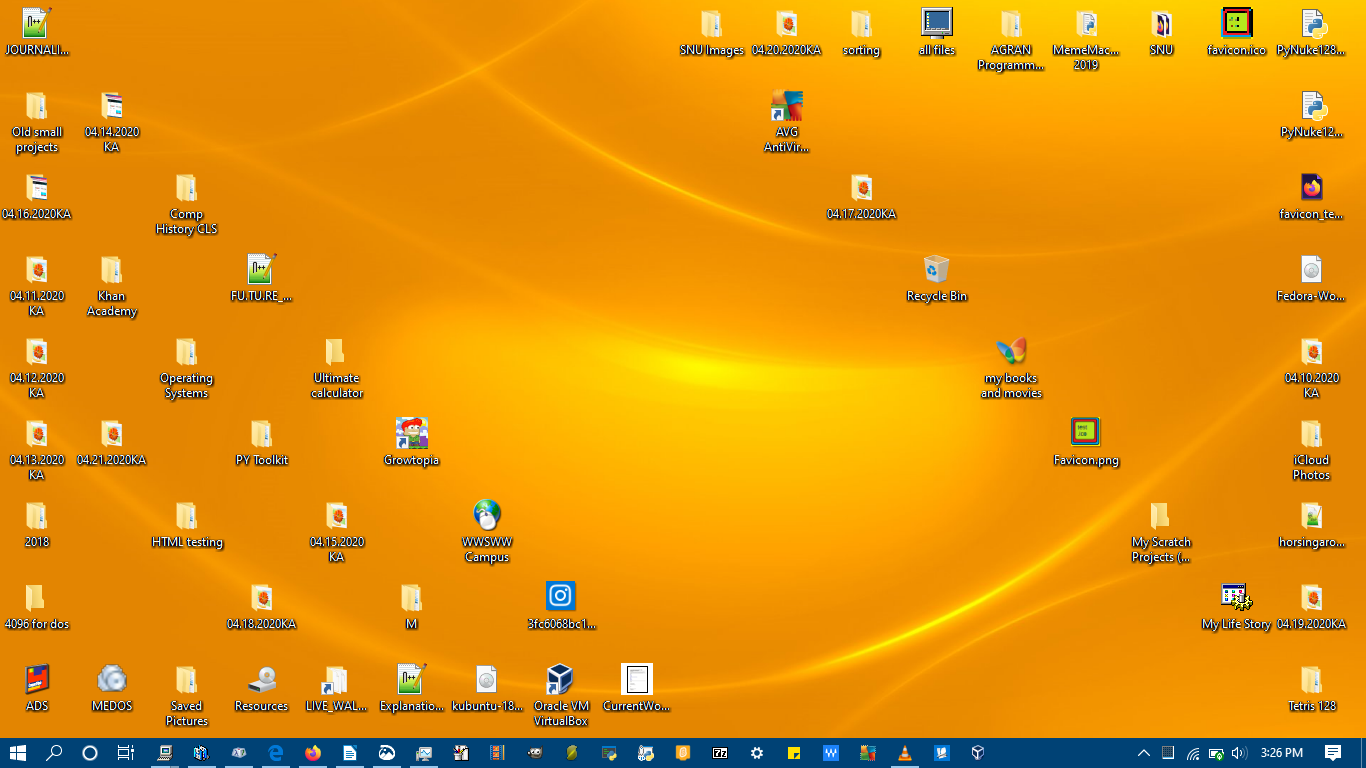 JOURNALI...
SNU Images
04.20.2020KA
sorting
all files
AGRAN
Programm...
MemeMac...
2019
SNU
favicon.ico
PyNuke128...
Old small
projects
04.14.2020
KA
AVG
AntiVir...
PyNuke12...
04.16.2020KA
Comp
History CLS
04.17.2020KA
favicon_te...
04.11.2020
KA
Khan
Academy
FU.TU.RE_...
Recycle Bin
Fedora-Wo...
04.12.2020
KA
Operating
Systems
Ultimate
calculator
my books
and movies
04.10.2020
KA
04.13.2020
KA
04.21.2020KA
PY Toolkit
Growtopia
Favicon.png
iCloud
Photos
2018
HTML testing
04.15.2020
KA
WWSWW
Campus
My Scratch
Projects (...
horsingaro...
4096 for dos
04.18.2020KA
M
3fc6068bc1...
My Life Story
04.19.2020KA
ADS
MEDOS
Saved
Pictures
Resources
LIVE_WAL...
Explanatio...
kubuntu-18...
Oracle VM
VirtualBox
CurrentWo...
Tetris 128
3:26 PM